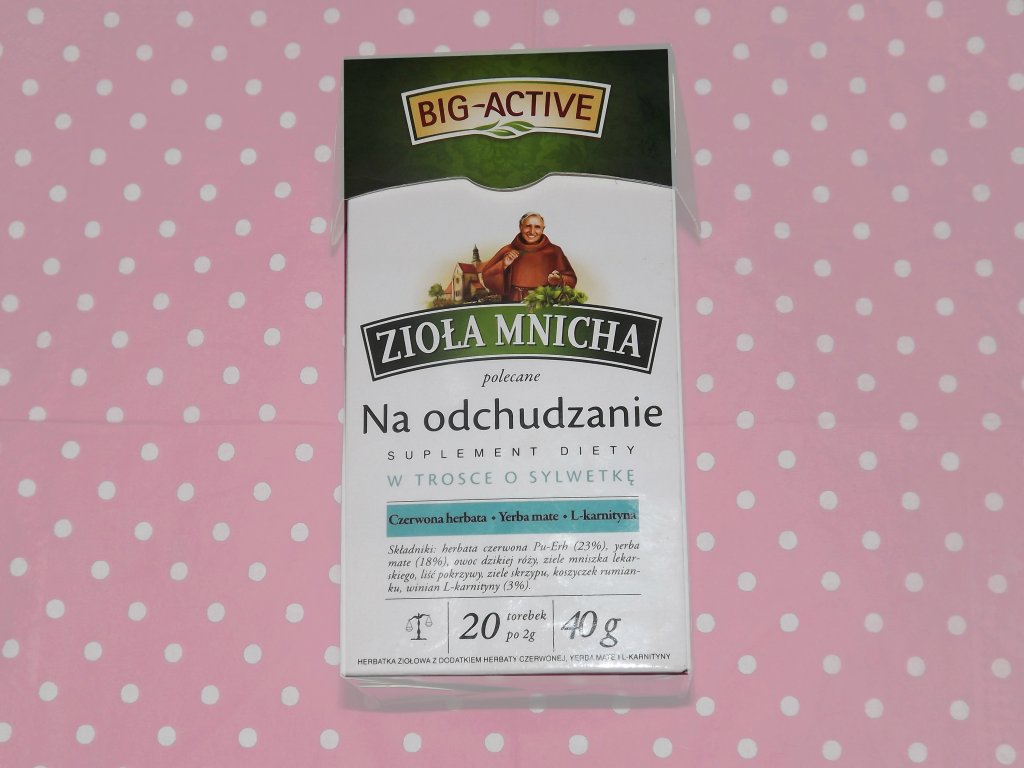 BIG-ACTIVE
ZIOŁA MNICHA
polecane
Na odchudzanie
SUPLEMENT DIETY
W TROSCE O SYLWETKĘ
Czerwona herbata • Yerba mate • L-karnityna
Składniki: herbata czerwona Pu-Erh (23%), yerba
mate (18%), owoc dzikiej róży, ziele mniszka lekar-
skiego, liść pokrzywy, ziele skrzypu, koszyczek rumian-
ku, winian L-karnityny (3%).
20 torebek po 2g 40 g
HERBATKA ZIOŁOWA Z DODATKIEM HERBATY CZERWONEJ, YERBA MATE I L-KARNITYNY